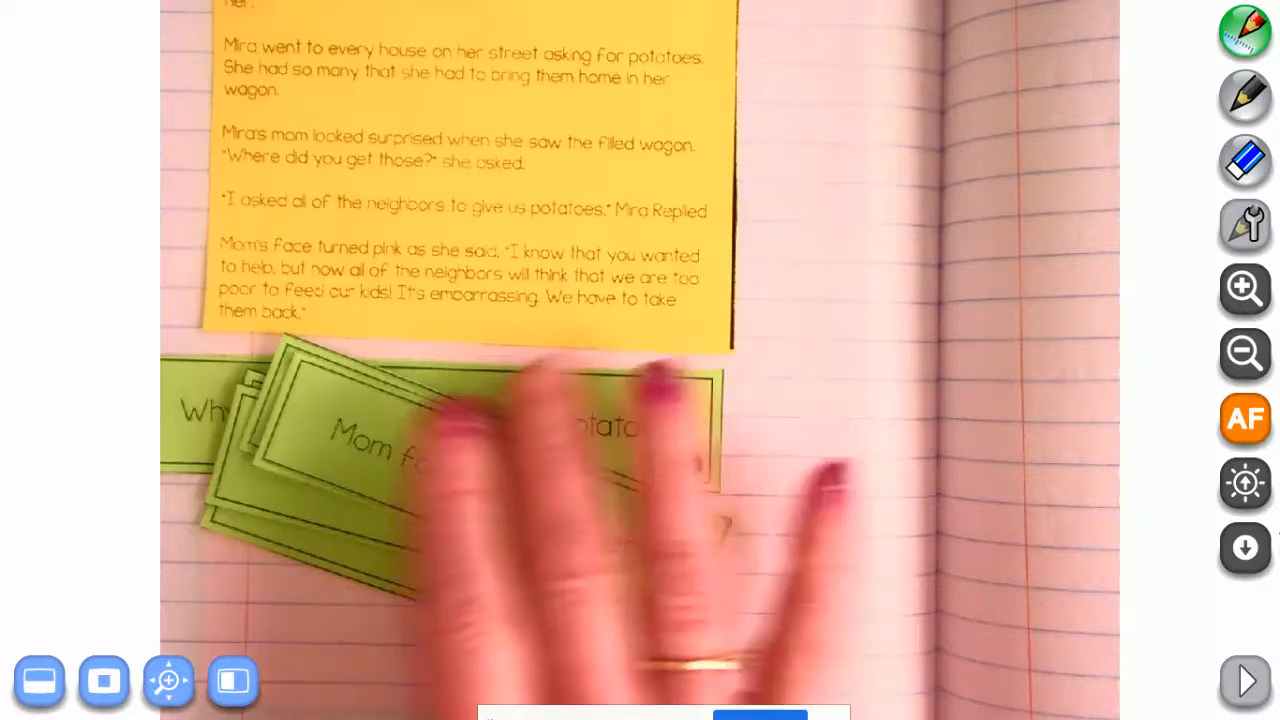 her.
Mira went to every house on her street asking for potatoes.
She had so many that she had to bring them home in her
wagon.
Mira's mom looked surprised when she saw the filled wagon.
"Where did you get those?" she asked.
"I asked all of the neighbors to give us potatoes." Mira Replied
Mom's face turned pink as she said. "I know that you wanted
to help, but now all of the neighbors will think that we are too
poor to feed our kids! It's embarrassing. We have to take
them back."
Mom
AF